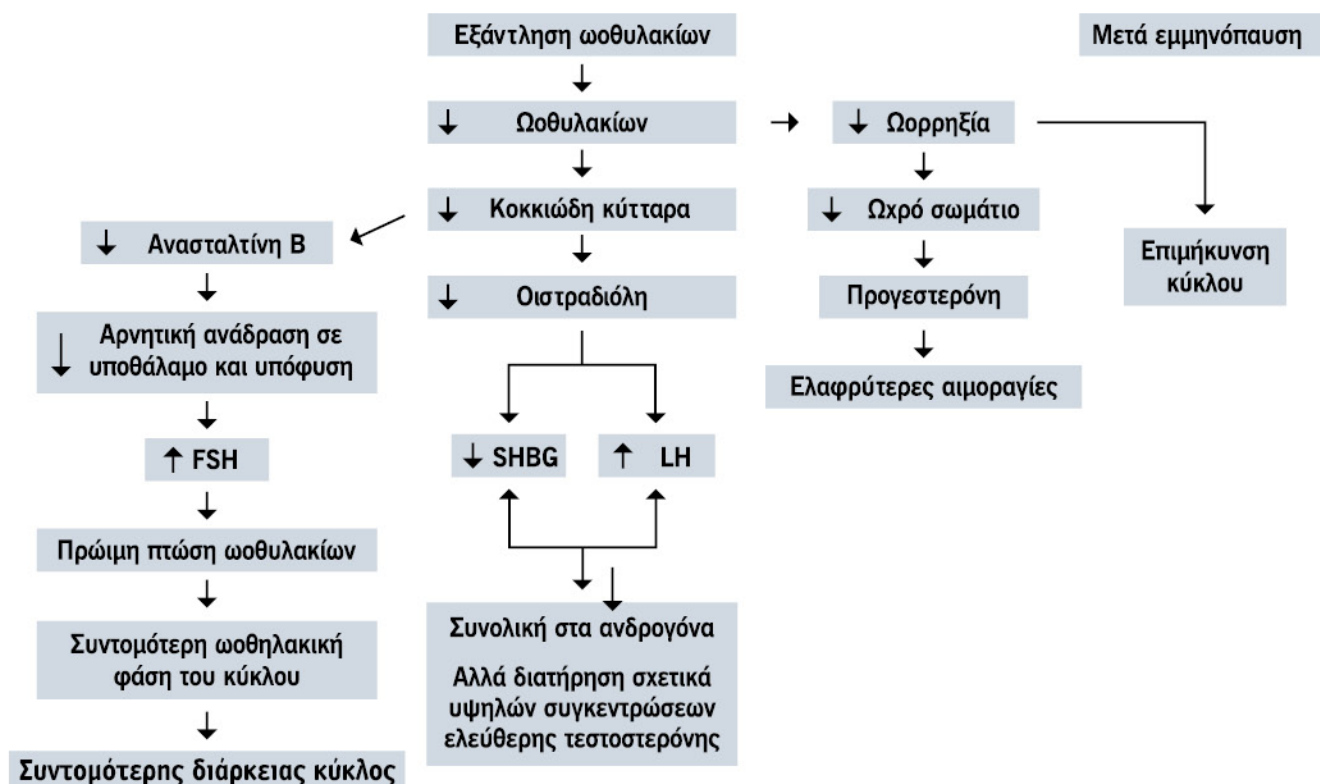 Εξάντληση ωοθυλακίων
Μετά εμμηνόπαυση
↓ Ωοθυλακίων
↓ Ωορρηξία
↓ Κοκκιώδη κύτταρα
↓ Ωχρό σωμάτιο
↓ Ανασταλτίνη Β
Επιμήκυνση
κύκλου
↓ Οιστραδιόλη
Προγεστερόνη
↓ Αρνητική ανάδραση σε
υποθάλαμο και υπόφυση
Ελαφρύτερες αιμοραγίες
↑ FSH
↓ SHBG
↑ LH
Πρώιμη πτώση ωοθυλακίων
Συντομότερη ωοθηλακική
φάση του κύκλου
Συνολική στα ανδρογόνα
Αλλά διατήρηση σχετικά
υψηλών συγκεντρώσεων
ελεύθερης τεστοστερόνης
Συντομότερης διάρκειας κύκλος